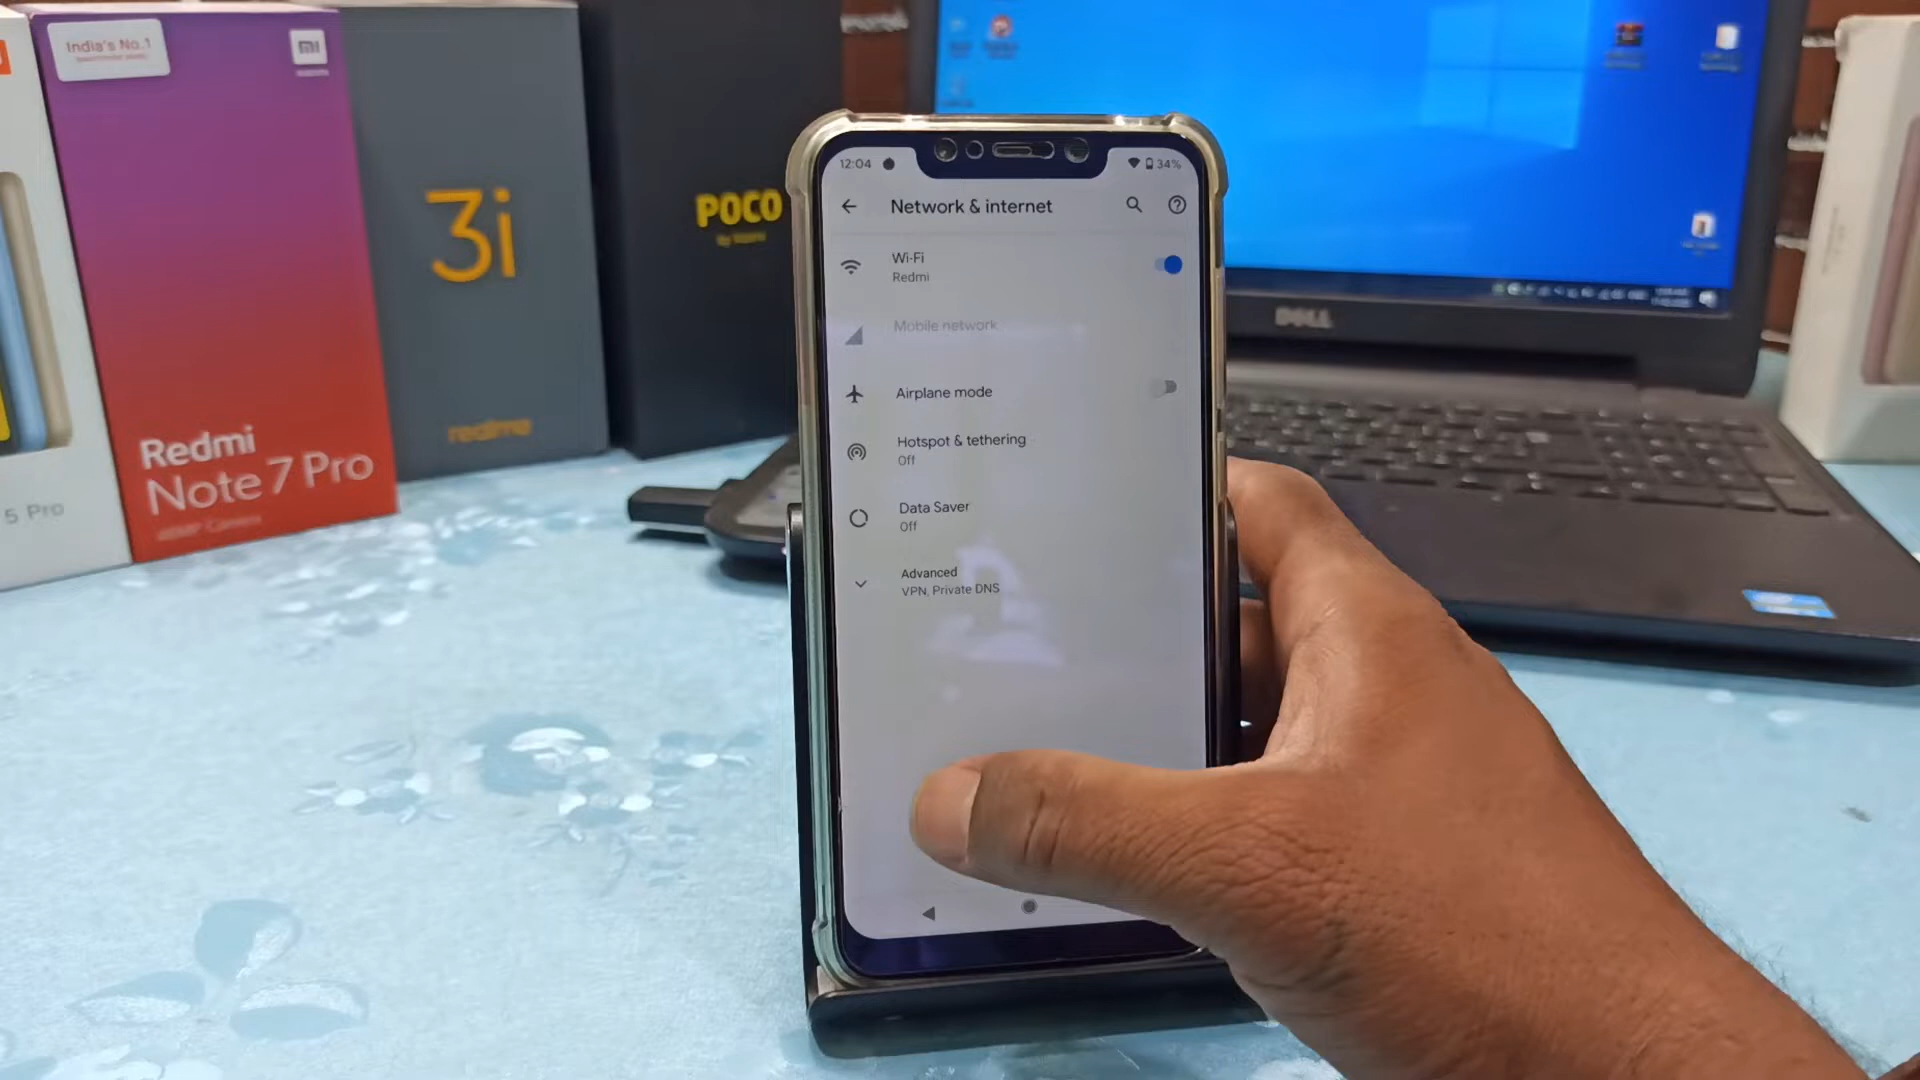 India's No.1
mi
Redmi
Note 7 Pro
5 Pro
3i
realme
POCO
DELL
12:04
34%
Network & internet
Wi-Fi
Redmi
Mobile network
Airplane mode
Hotspot & tethering
Off
Data Saver
Off
Advanced
VPN, Private DNS